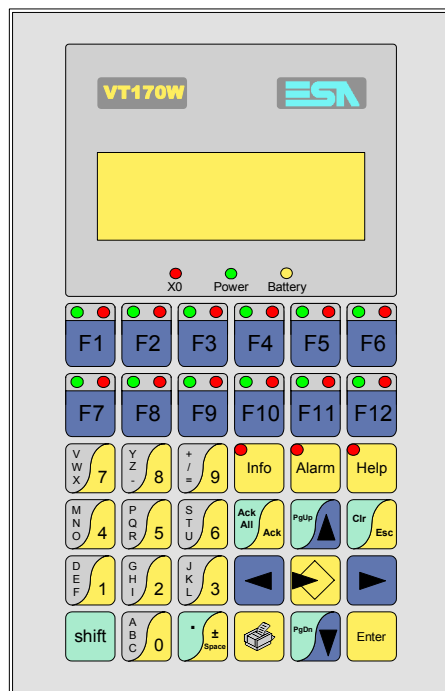 VT170W ESA
X0 Power Battery
F1 F2 F3 F4 F5 F6
F7 F8 F9 F10 F11 F12
V W X 7 Y Z - 8 + / = 9 Info Alarm Help
M N O 4 P Q R 5 S T U 6 Ack All Ack PgUp Clr Esc
D E F 1 G H I 2 J K L 3
shift A B C 0 . ± Space PgDn Enter